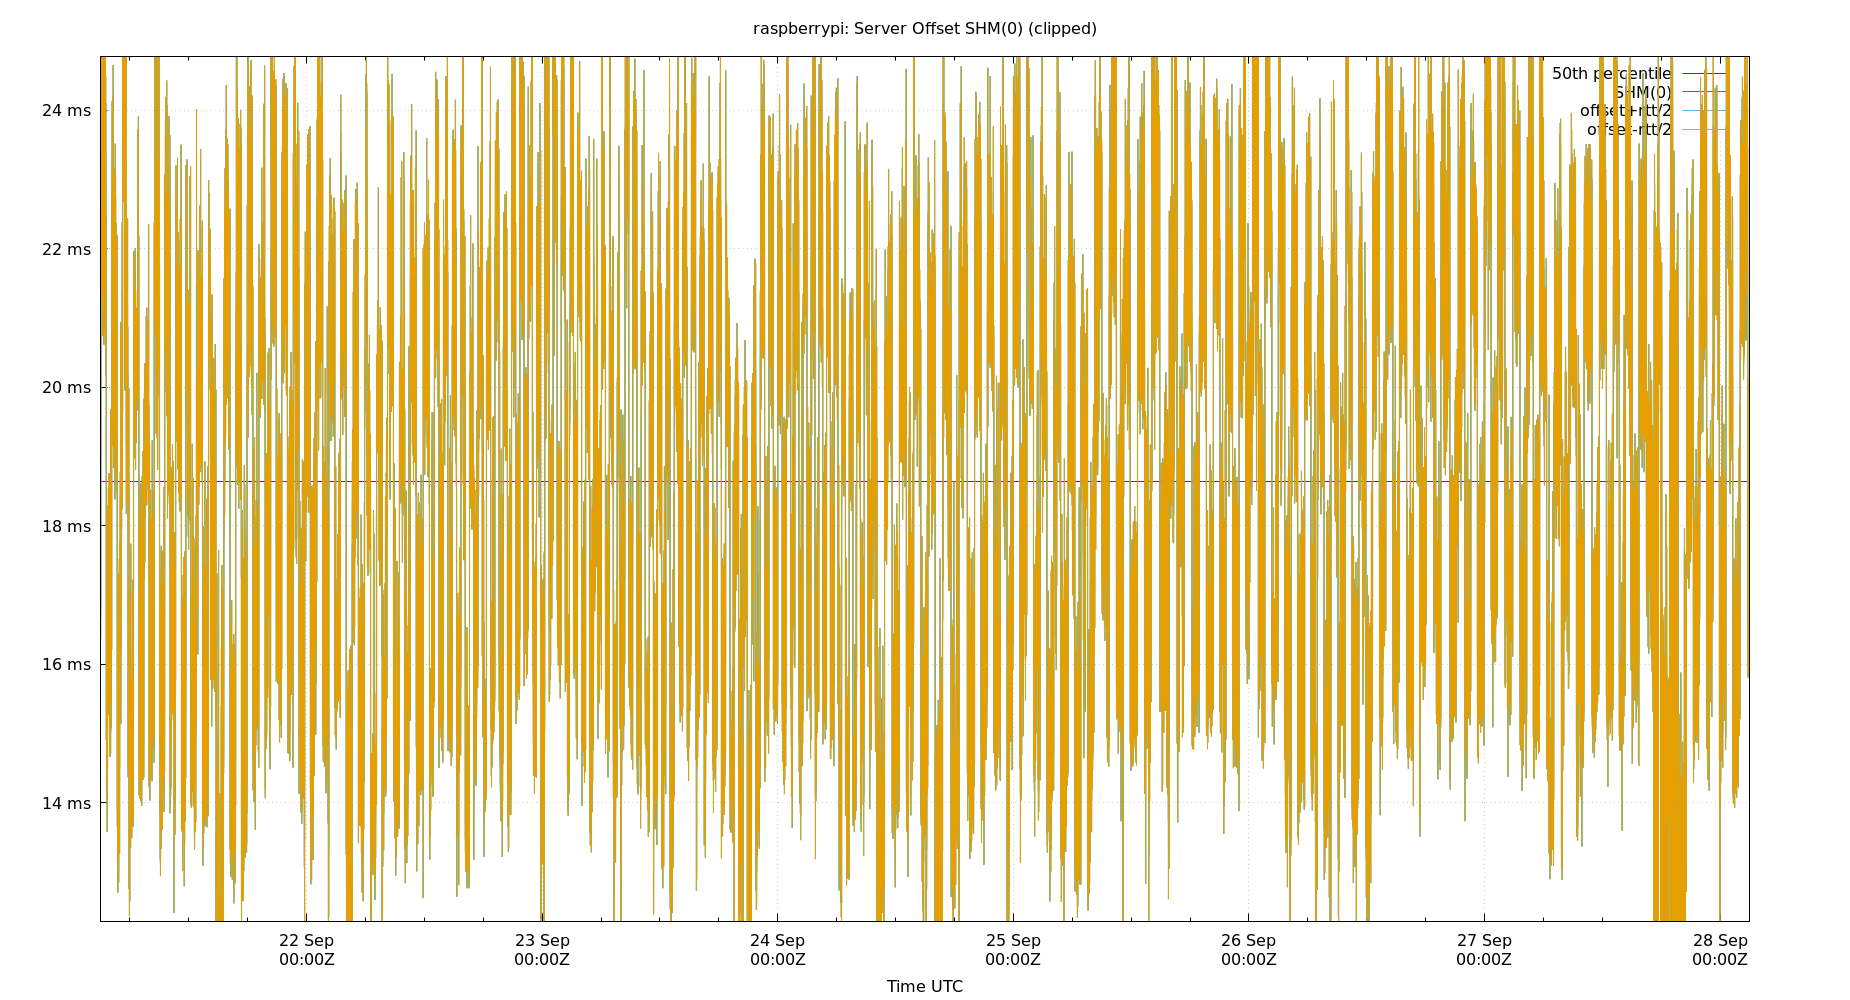 raspberrypi: Server Offset SHM(0) (clipped)
50th percentile
SHM(0)
offset+rtt/2
offset-rtt/2
24 ms
22 ms
20 ms
18 ms
16 ms
14 ms
22 Sep 23 Sep 24 Sep 25 Sep 26 Sep 27 Sep 28 Sep
00:00Z 00:00Z 00:00Z 00:00Z 00:00Z 00:00Z 00:00Z
Time UTC